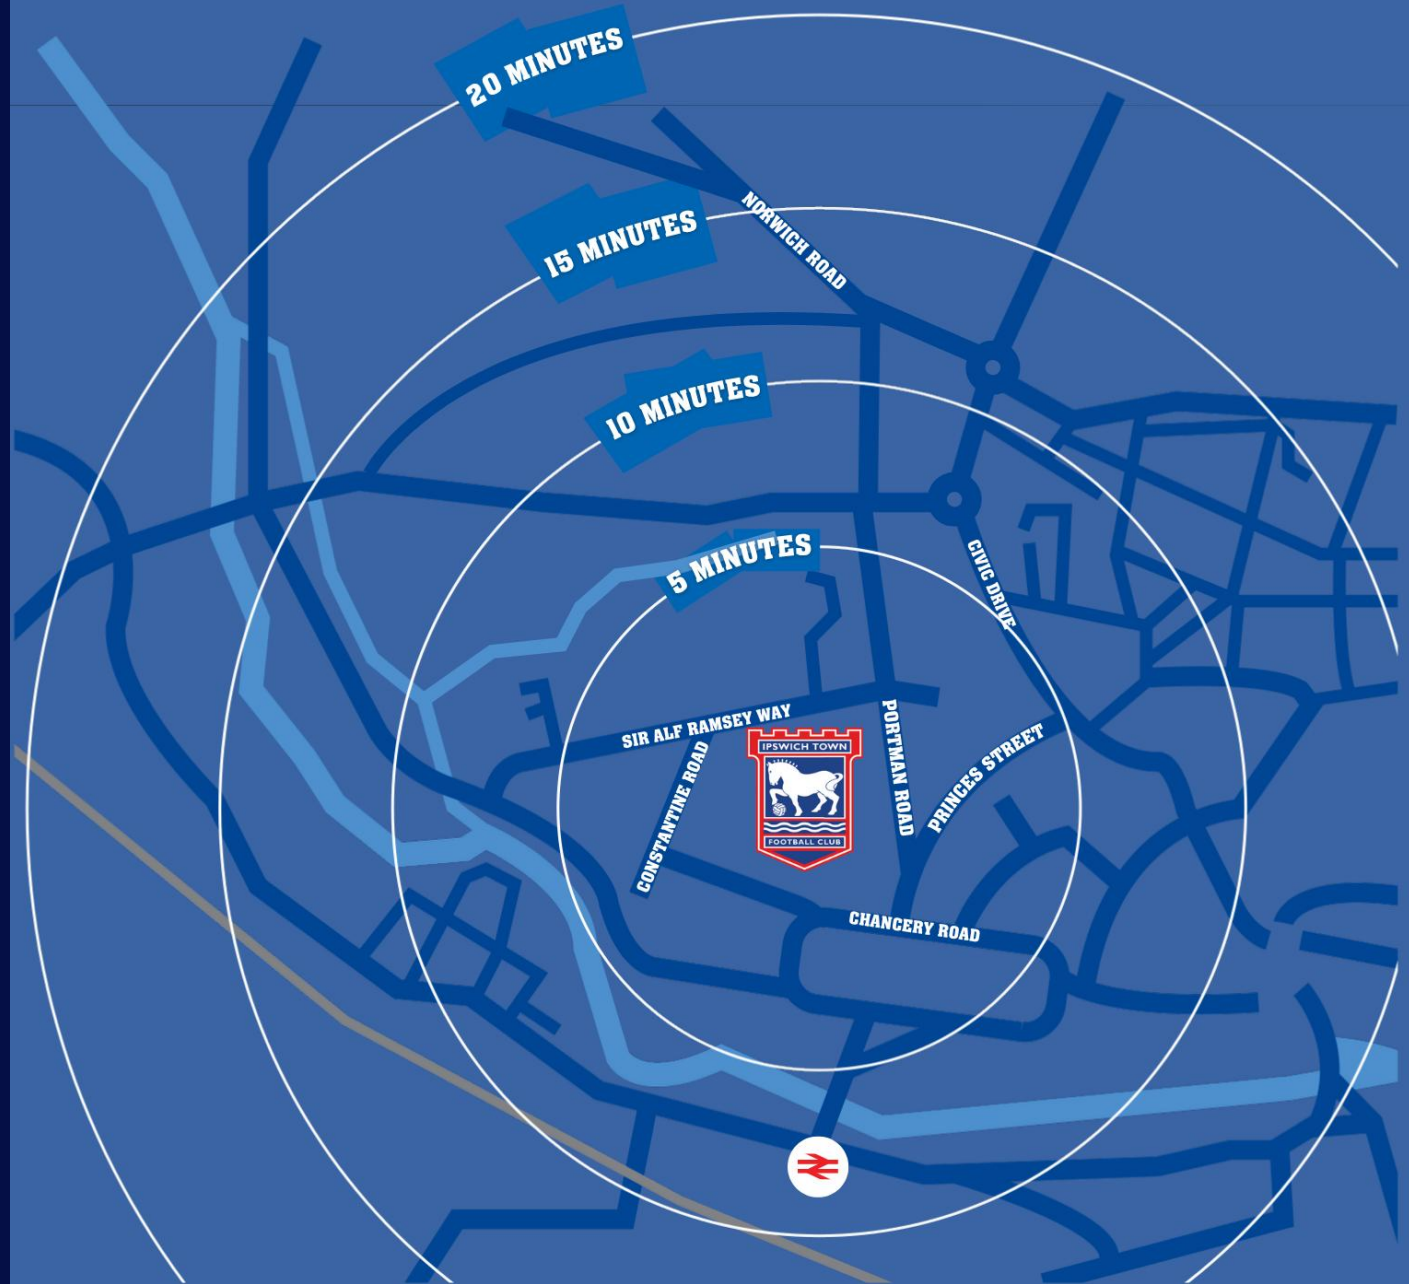 20 MINUTES
15 MINUTES
NORWICH ROAD
10 MINUTES
5 MINUTES
CIVIC DRIVE
SIR ALF RAMSEY WAY
PORTMAN ROAD
PRINCES STREET
CONSTANTINE ROAD
IPSWICH TOWN
FOOTBALL CLUB
CHANCERY ROAD